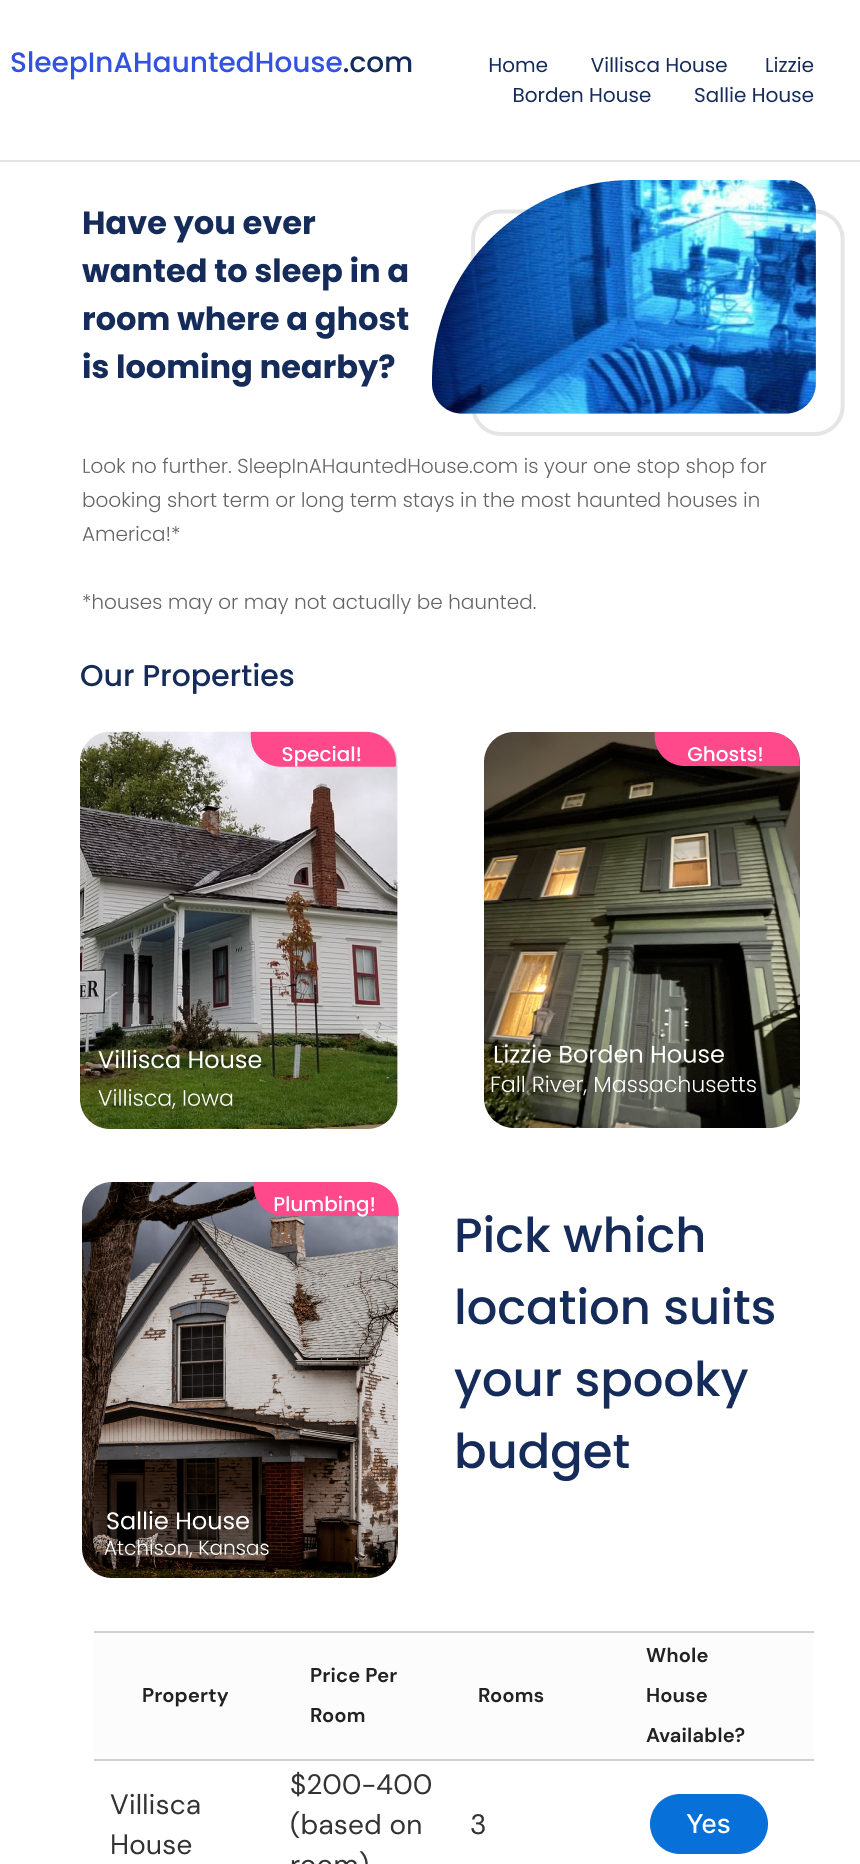 SleepInAHauntedHouse.com
Home Villisca House Lizzie
Borden House Sallie House
Have you ever
wanted to sleep in a
room where a ghost
is looming nearby?
Look no further. SleepInAHauntedHouse.com is your one stop shop for
booking short term or long term stays in the most haunted houses in
America!*
*houses may or may not actually be haunted.
Our Properties
Special!
ER
Villisca House
Villisca, Iowa
Ghosts!
Lizzie Borden House
Fall River, Massachusetts
Plumbing!
Sallie House
Atchison, Kansas
Pick which
location suits
your spooky
budget
Property
Price Per
Room
Rooms
Whole
House
Available?
Villisca
House
$200-400
(based on
room)
3
Yes